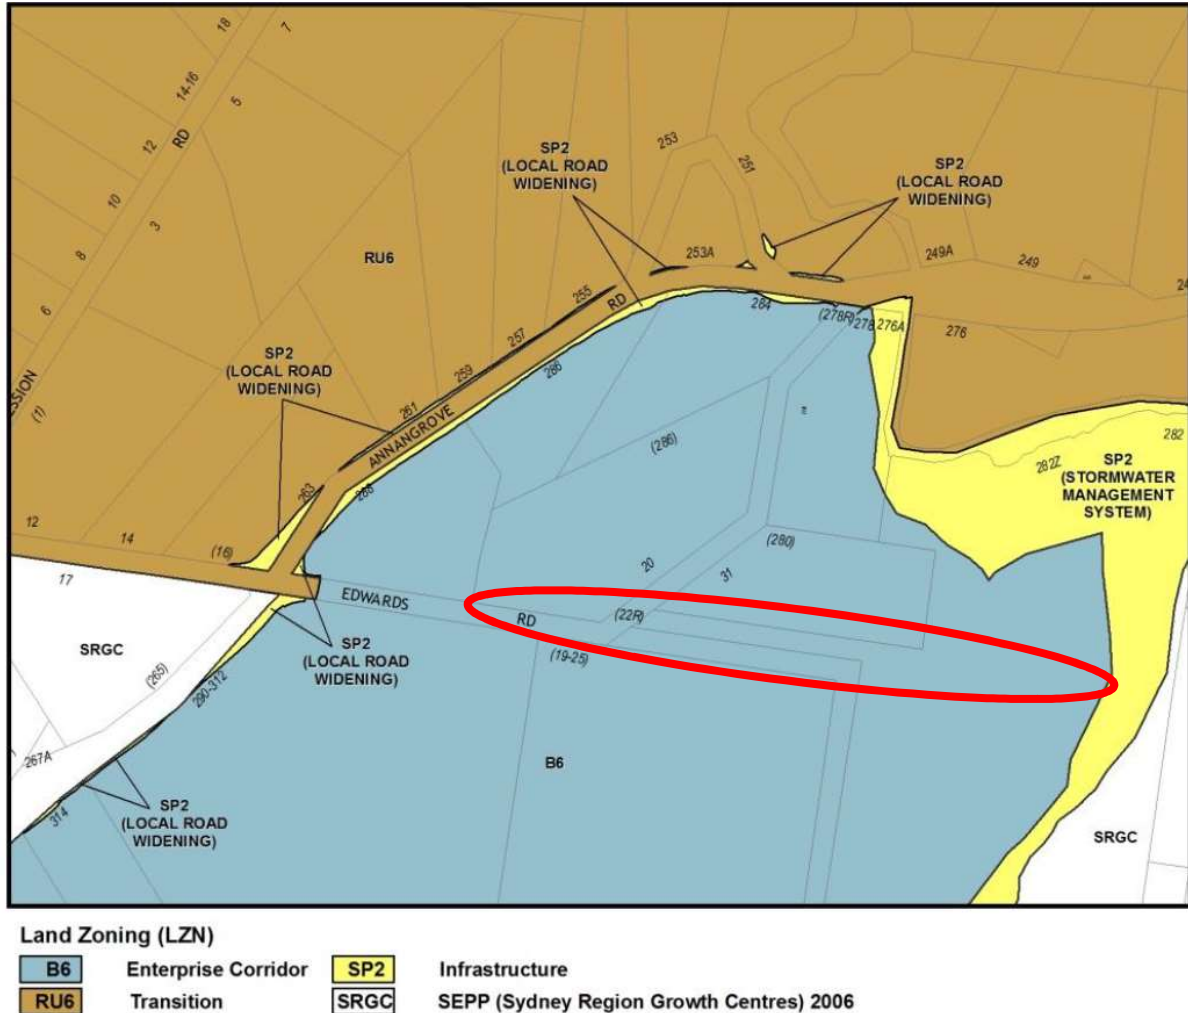 18
7
14-16
5
12
RD
10
3
8
6
(1)
RU6
SP2
(LOCAL ROAD
WIDENING)
253
251
SP2
(LOCAL ROAD
WIDENING)
253A
249A
249
255
RD
257
259
261
ANNANGROVE
286
284
(278R)
278
276A
276
SP2
(LOCAL ROAD
WIDENING)
263
288
(286)
282
282Z
SP2
(STORMWATER
MANAGEMENT
SYSTEM)
12
14
(16)
17
EDWARDS
RD
20
31
(280)
(22R)
(19-25)
SRGC
SP2
(LOCAL ROAD
WIDENING)
(265)
290-312
267A
314
SP2
(LOCAL ROAD
WIDENING)
B6
SRGC
Land Zoning (LZN)
B6 Enterprise Corridor SP2 Infrastructure
RU6 Transition SRGC SEPP (Sydney Region Growth Centres) 2006